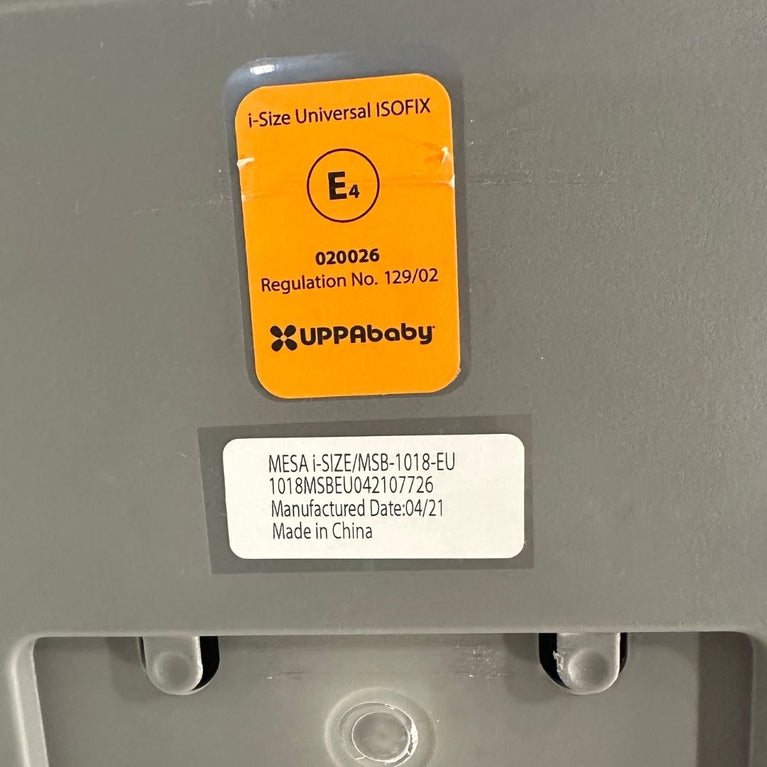 i-Size Universal ISOFIX
E4
020026
Regulation No. 129/02
UPPAbaby
MESA i-SIZE/MSB-1018-EU
1018MSBEU042107726
Manufactured Date:04/21
Made in China